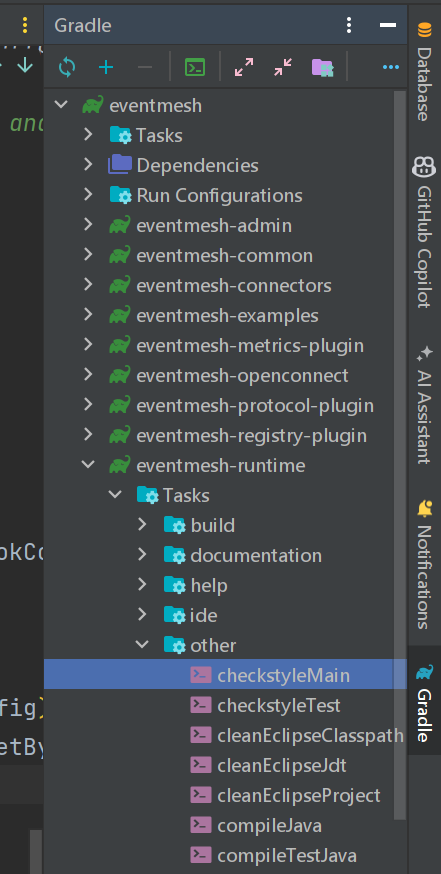 Gradle
and
eventmesh
Tasks
Dependencies
Run Configurations
eventmesh-admin
eventmesh-common
eventmesh-connectors
eventmesh-examples
eventmesh-metrics-plugin
eventmesh-openconnect
eventmesh-protocol-plugin
eventmesh-registry-plugin
eventmesh-runtime
Tasks
build
documentation
help
ide
other
checkstyleMain
checkstyleTest
cleanEclipseClasspath
cleanEclipseJdt
cleanEclipseProject
compileJava
compileTestJava
okCo
fig)
etBy
Database
GitHub Copilot
AI Assistant
Notifications
Gradle